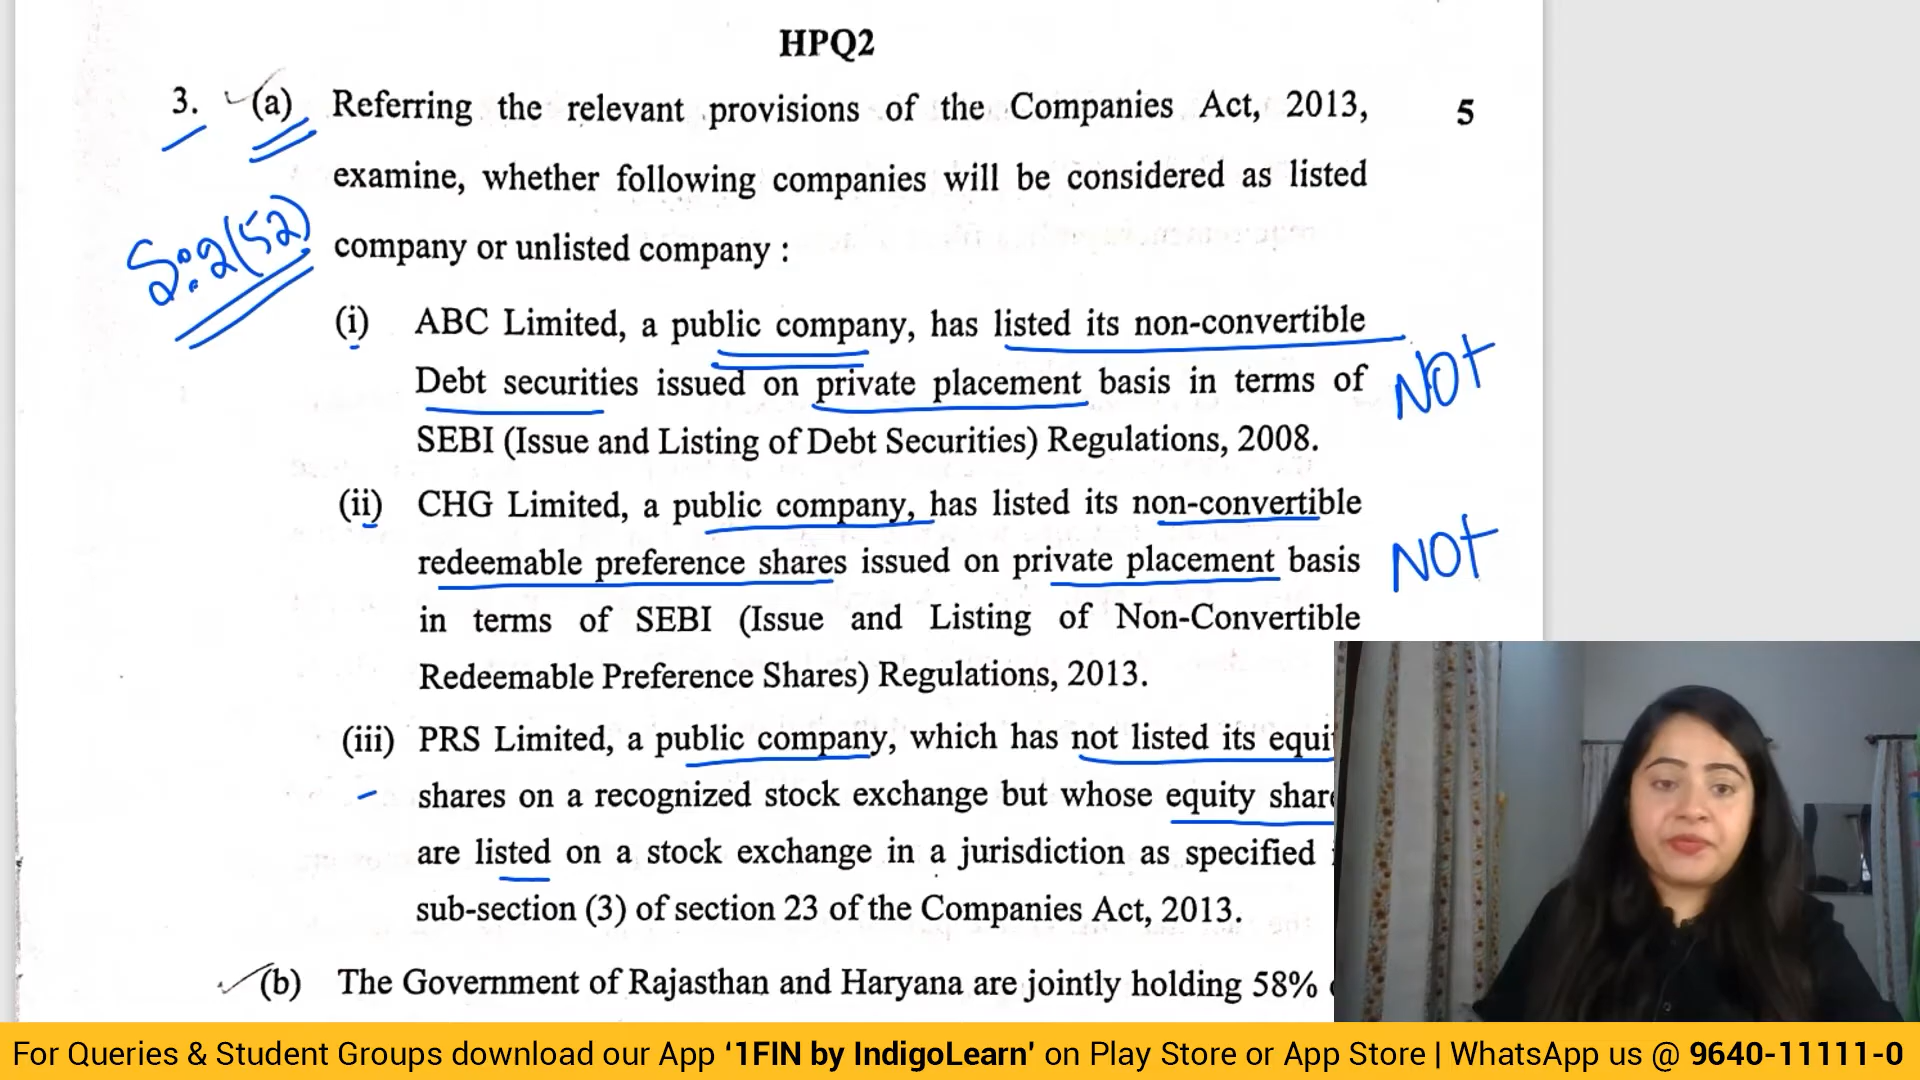 HPQ2
3. (a) Referring the relevant provisions of the Companies Act, 2013, 5
examine, whether following companies will be considered as listed
S:2(52)
company or unlisted company :
(i) ABC Limited, a public company, has listed its non-convertible
Debt securities issued on private placement basis in terms of NOT
SEBI (Issue and Listing of Debt Securities) Regulations, 2008.
(ii) CHG Limited, a public company, has listed its non-convertible
redeemable preference shares issued on private placement basis NOT
in terms of SEBI (Issue and Listing of Non-Convertible
Redeemable Preference Shares) Regulations, 2013.
(iii) PRS Limited, a public company, which has not listed its
shares on a recognized stock exchange but whose equity
are listed on a stock exchange in a jurisdiction as specified
sub-section (3) of section 23 of the Companies Act, 2013.
(b) The Government of Rajasthan and Haryana are jointly holding 58%
For Queries & Student Groups download our App ‘1FIN by IndigoLearn' on Play Store or App Store | WhatsApp us @ 9640-11111-0